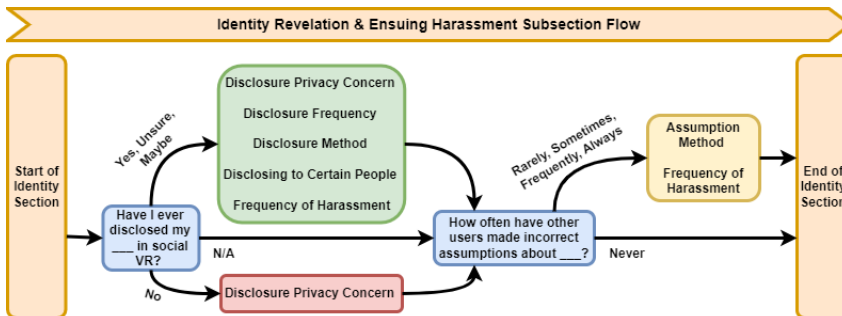 Identity Revelation & Ensuing Harassment Subsection Flow
Start of
Identity
Section
Yes, Unsure,
Maybe
Have I ever
disclosed my
___ in social
VR?
N/A
No
Disclosure Privacy Concern
Disclosure Frequency
Disclosure Method
Disclosing to Certain People
Frequency of Harassment
Disclosure Privacy Concern
How often have other
users made incorrect
assumptions about ___?
Rarely, Sometimes,
Frequently, Always
Never
Assumption
Method
Frequency of
Harassment
End of
Identity
Section